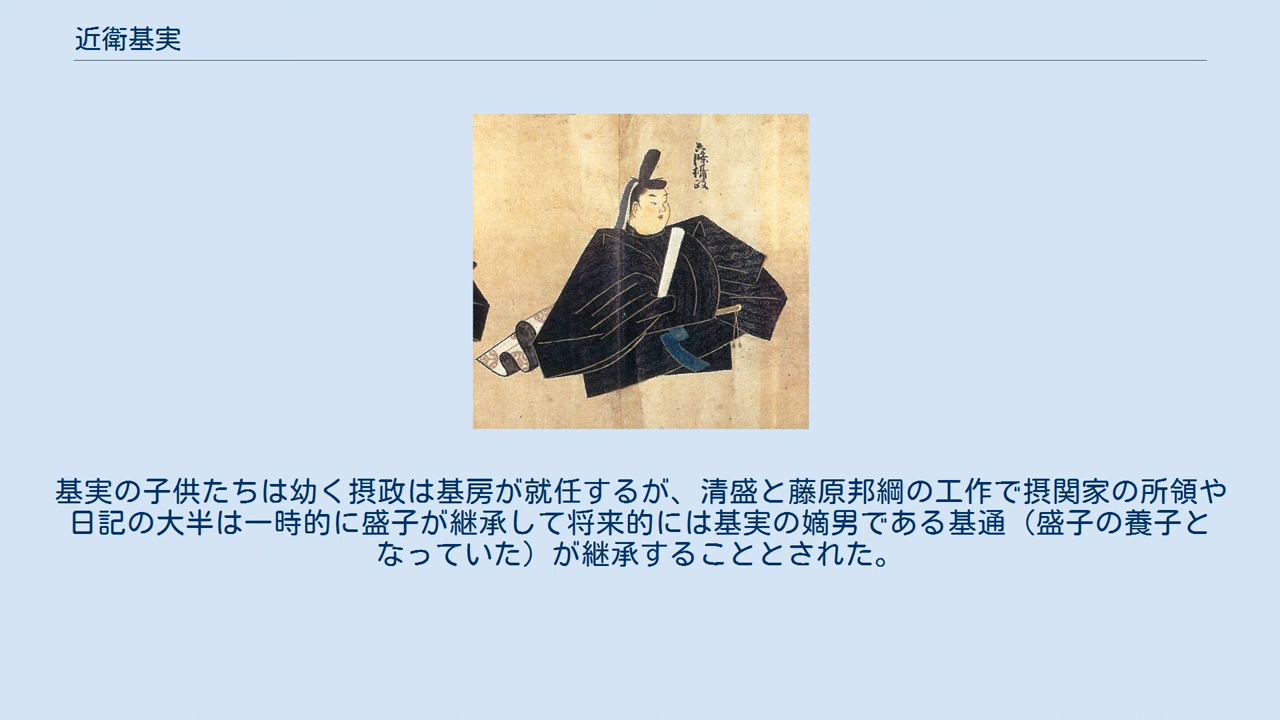 近衛基実
六條摂政
基実の子供たちは幼く摂政は基房が就任するが、清盛と藤原邦綱の工作で摂関家の所領や
日記の大半は一時的に盛子が継承して将来的には基実の嫡男である基通（盛子の養子と
なっていた）が継承することとされた。